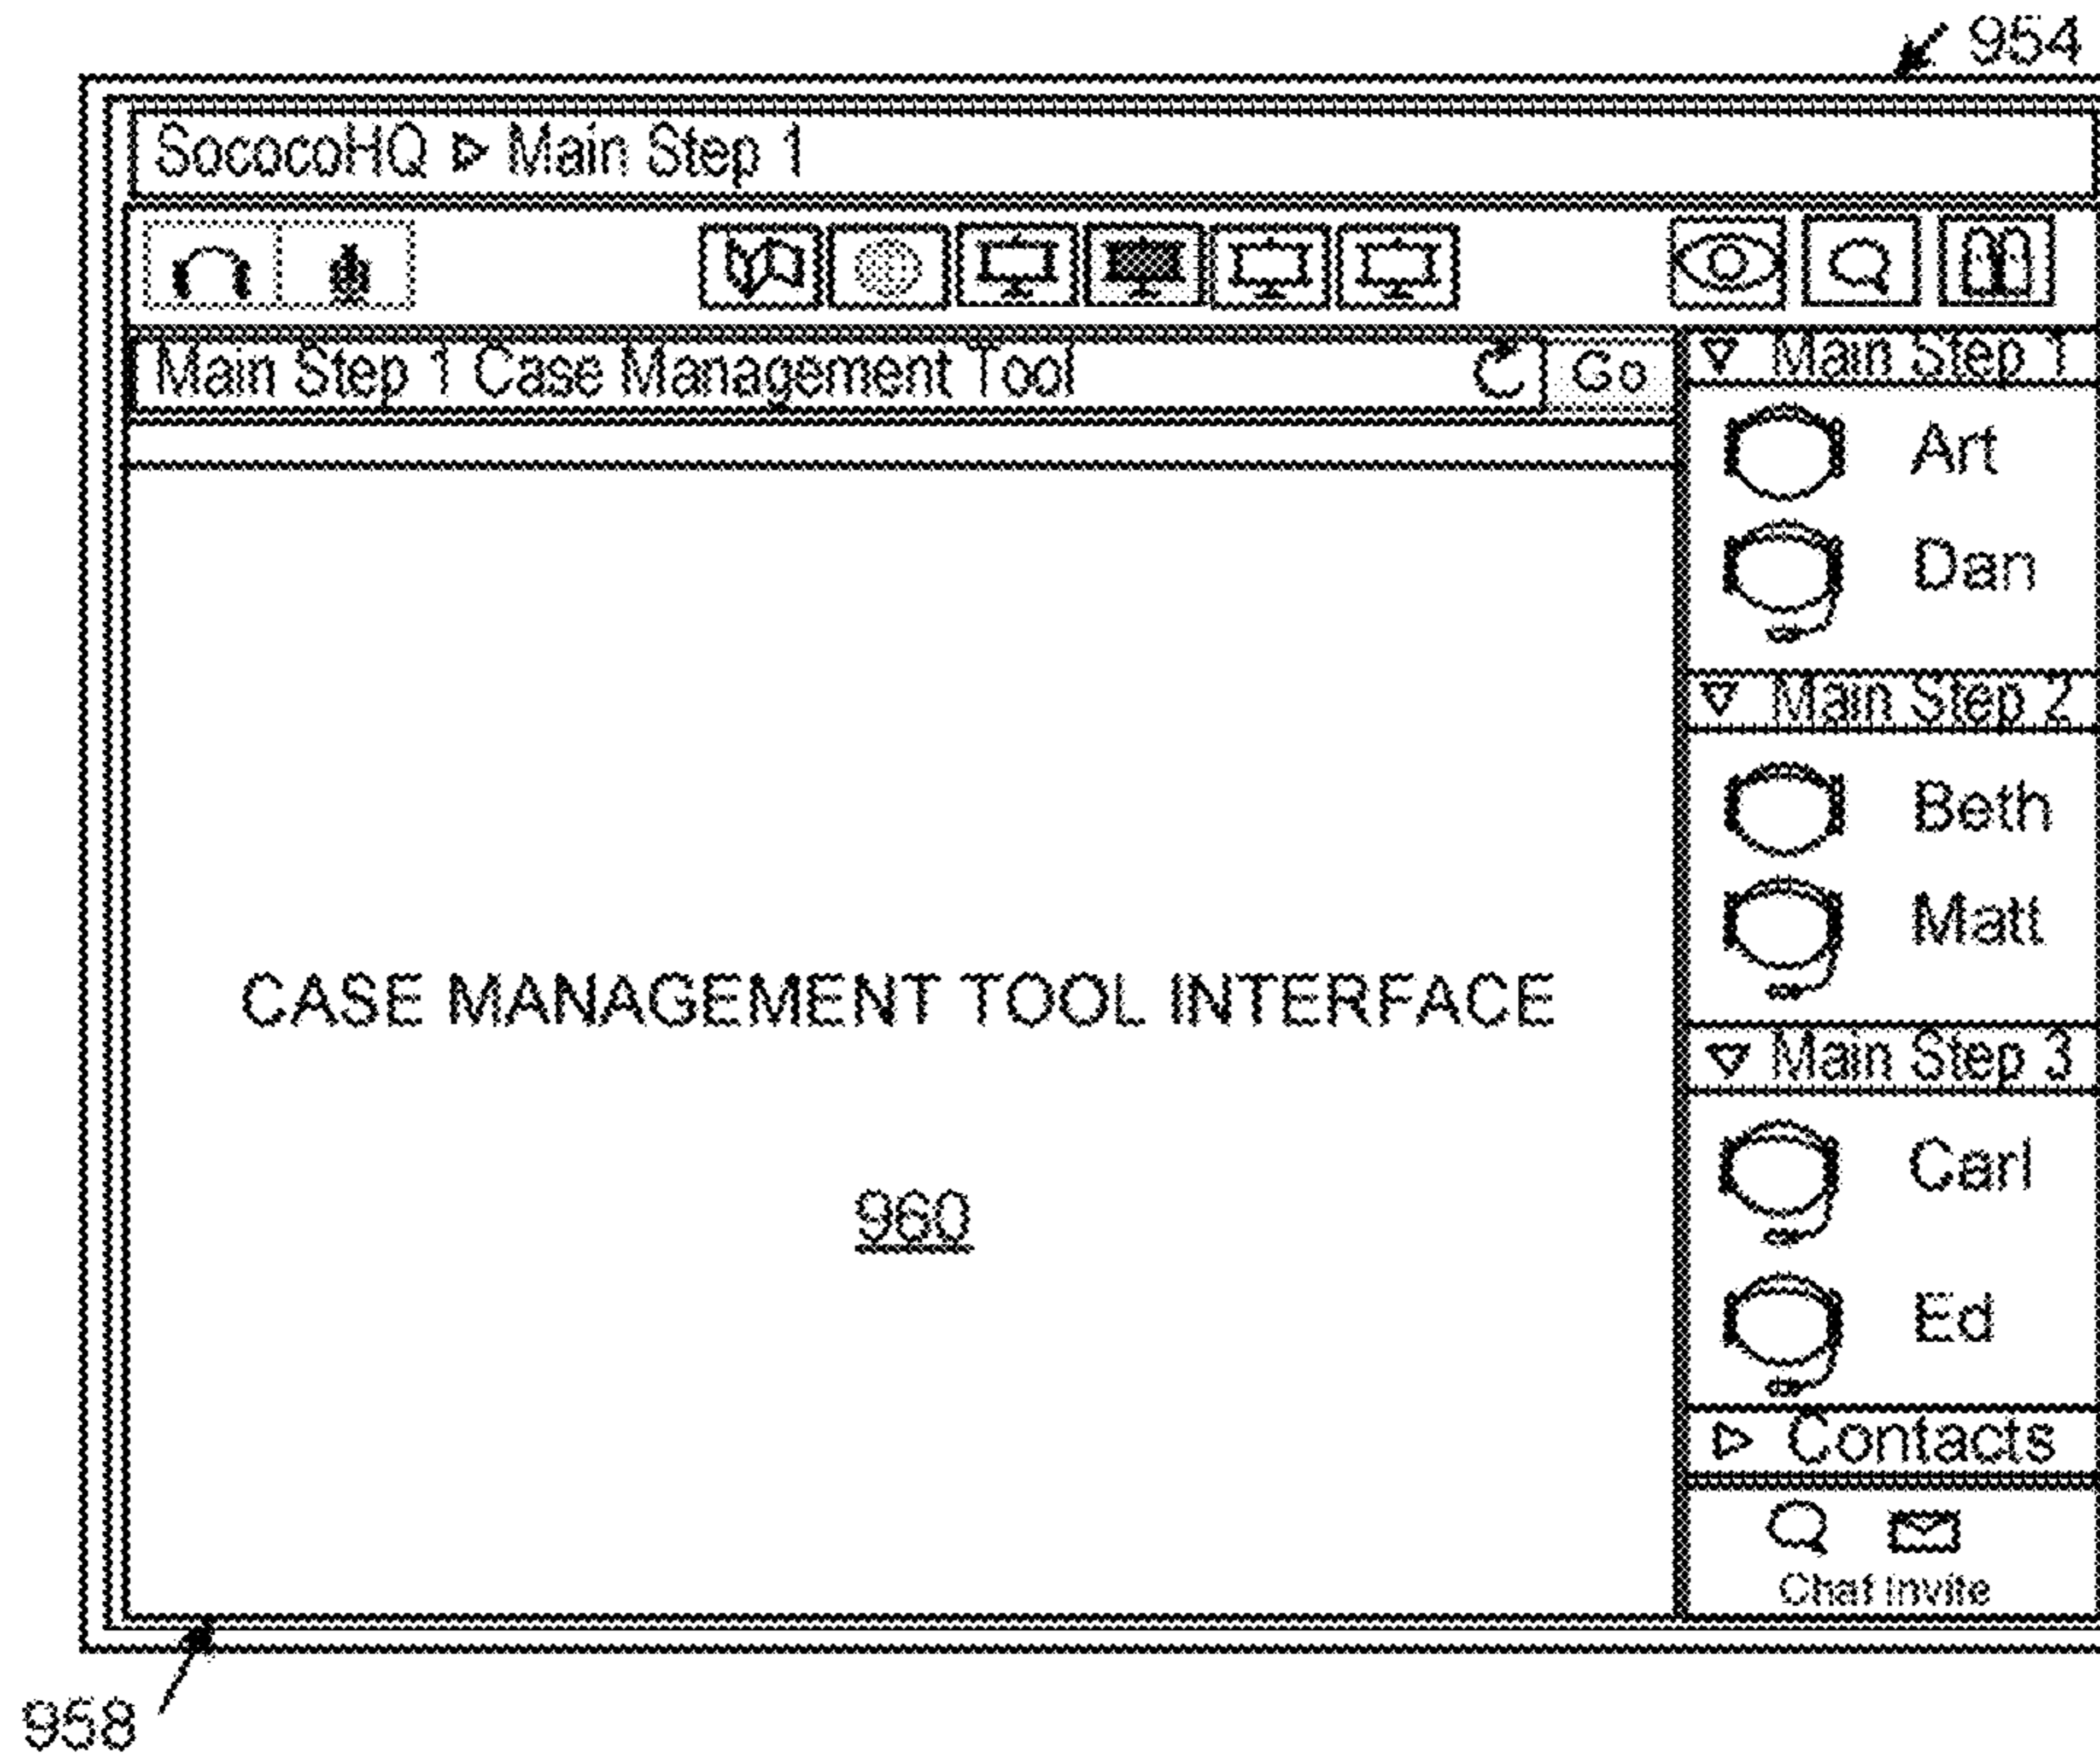 954
SococoHQ ▷ Main Step 1
Main Step 1 Case Management Tool
Go
Main Step 1
Art
Dan
Main Step 2
Beth
Matt
CASE MANAGEMENT TOOL INTERFACE
960
Main Step 3
Carl
Ed
Contacts
Chat Invite
958